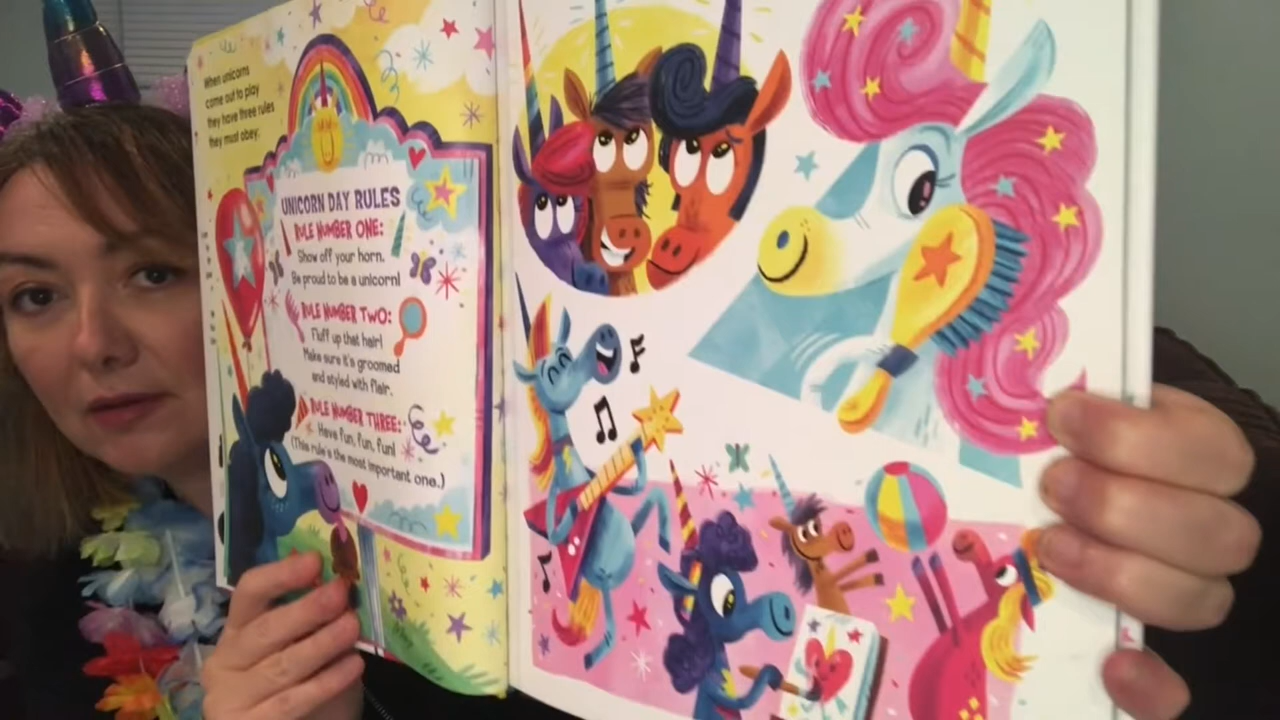 When unicorns
come out to play
they have three rules
they must obey:
UNICORN DAY RULES
RULE NUMBER ONE:
Show off your horn.
Be proud to be a unicorn!
RULE NUMBER TWO:
Fluff up that hair!
Make sure it's groomed
and styled with flair.
RULE NUMBER THREE:
Have fun, fun, fun!
(This rule's the most important one.)